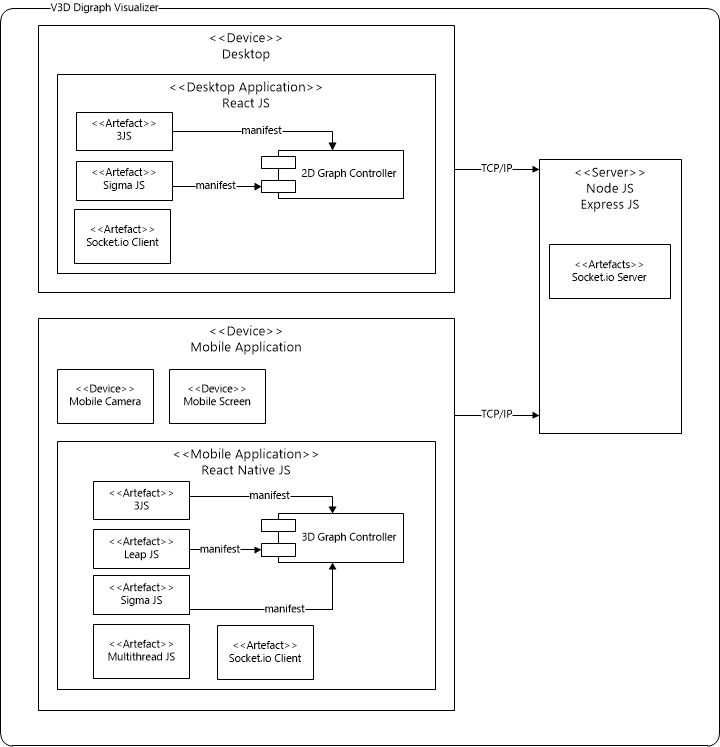 V3D Digraph Visualizer
<<Device>>
Desktop
<<Desktop Application>>
React JS
<<Artefact>>
3JS
manifest
<<Artefact>>
Sigma JS
manifest
2D Graph Controller
<<Artefact>>
Socket.io Client
TCP/IP
<<Server>>
Node JS
Express JS
<<Artefacts>>
Socket.io Server
<<Device>>
Mobile Application
<<Device>>
Mobile Camera
<<Device>>
Mobile Screen
TCP/IP
<<Mobile Application>>
React Native JS
<<Artefact>>
3JS
manifest
<<Artefact>>
Leap JS
manifest
3D Graph Controller
<<Artefact>>
Sigma JS
manifest
<<Artefact>>
Multithread JS
<<Artefact>>
Socket.io Client